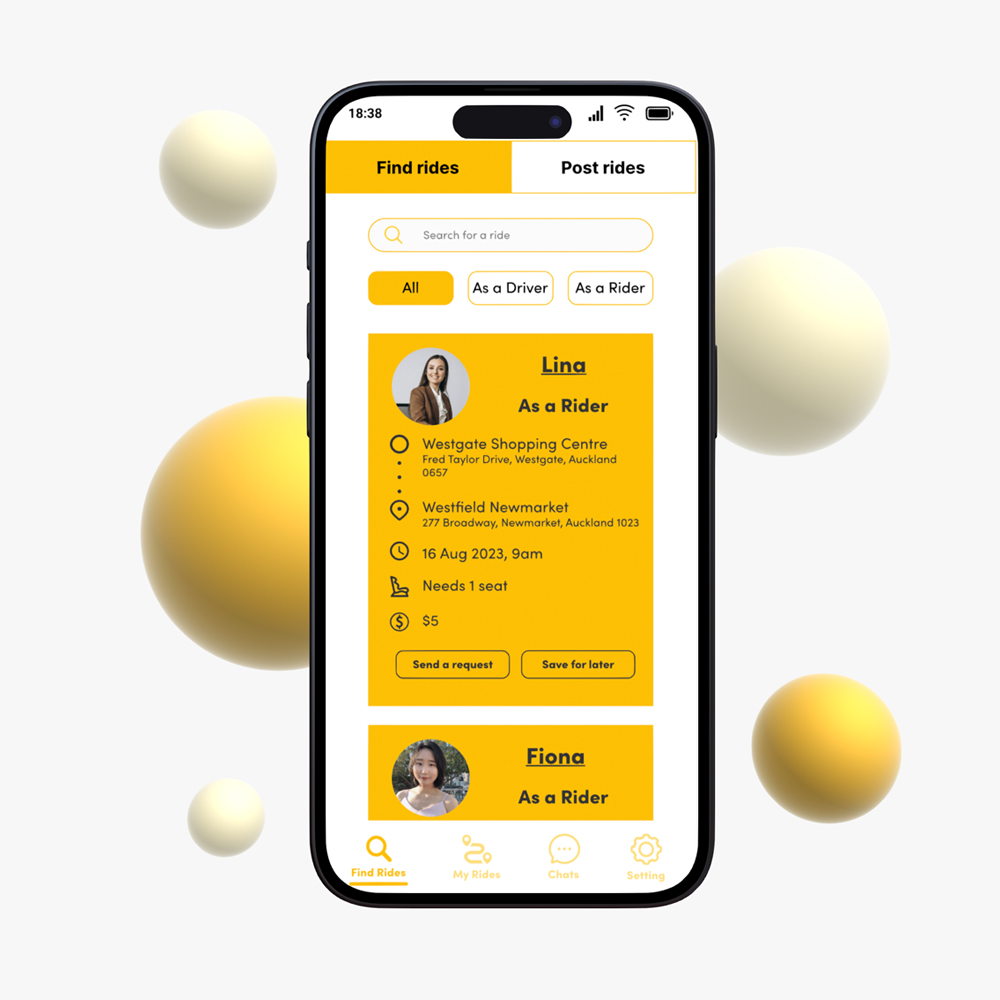 18:38
Find rides
Post rides
Search for a ride
All
As a Driver
As a Rider
Lina
As a Rider
Westgate Shopping Centre
Fred Taylor Drive, Westgate, Auckland
0657
Westfield Newmarket
277 Broadway, Newmarket, Auckland 1023
16 Aug 2023, 9am
Needs 1 seat
$5
Send a request
Save for later
Fiona
As a Rider
Find Rides
My Rides
Chats
Setting